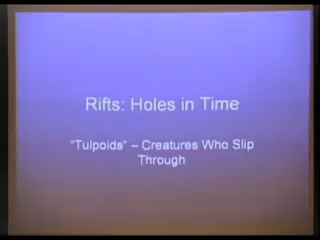 Rifts: Holes in Time
“Tulpoids” – Creatures Who Slip
Through